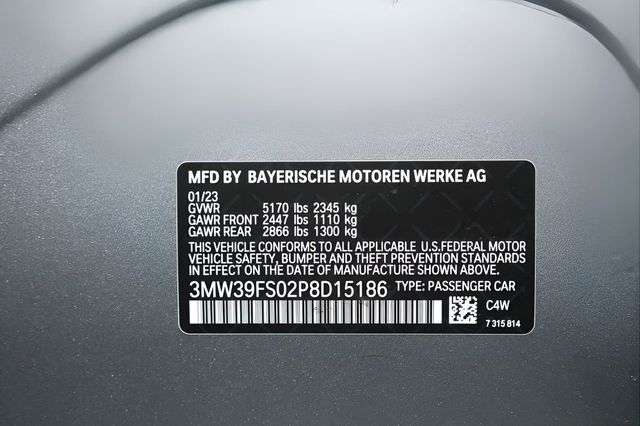 MFD BY BAYERISCHE MOTOREN WERKE AG
01/23
GVWR 5170 lbs 2345 kg
GAWR FRONT 2447 lbs 1110 kg
GAWR REAR 2866 lbs 1300 kg
THIS VEHICLE CONFORMS TO ALL APPLICABLE U.S.FEDERAL MOTOR
VEHICLE SAFETY, BUMPER AND THEFT PREVENTION STANDARDS
IN EFFECT ON THE DATE OF MANUFACTURE SHOWN ABOVE.
3MW39FS02P8D15186 TYPE: PASSENGER CAR
C4W
7 315 814